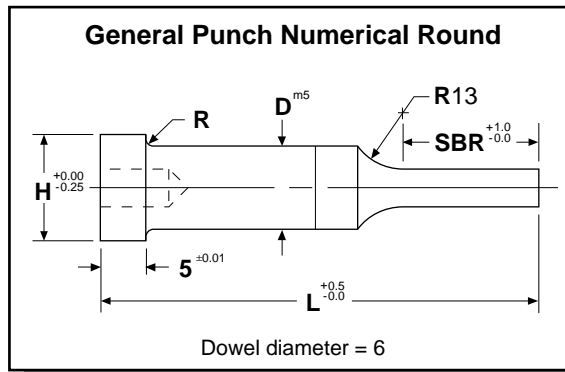 General Punch Numerical Round
R
D m5
R13
SBR +1.0 -0.0
H +0.00 -0.25
5 ±0.01
L +0.5 -0.0
Dowel diameter = 6